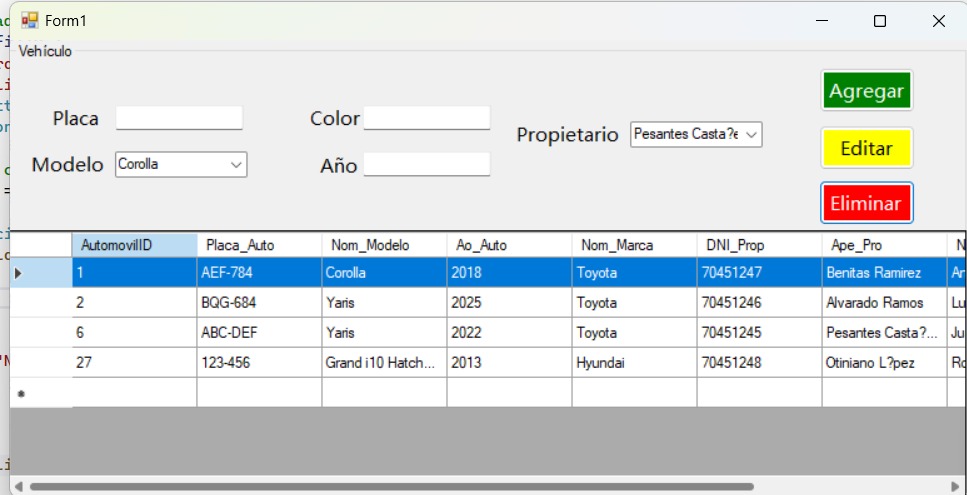 Form1
Vehículo
Placa
Color
Propietario
Pesantes Casta?e
Modelo
Corolla
Año
Agregar
Editar
Eliminar
AutomovilID Placa_Auto Nom_Modelo Ao_Auto Nom_Marca DNI_Prop Ape_Pro N
1 AEF-784 Corolla 2018 Toyota 70451247 Benitas Ramirez Ar
2 BQG-684 Yaris 2025 Toyota 70451246 Alvarado Ramos Lu
6 ABC-DEF Yaris 2022 Toyota 70451245 Pesantes Casta?... Ju
27 123-456 Grand i10 Hatch... 2013 Hyundai 70451248 Otiniano L?pez Ro